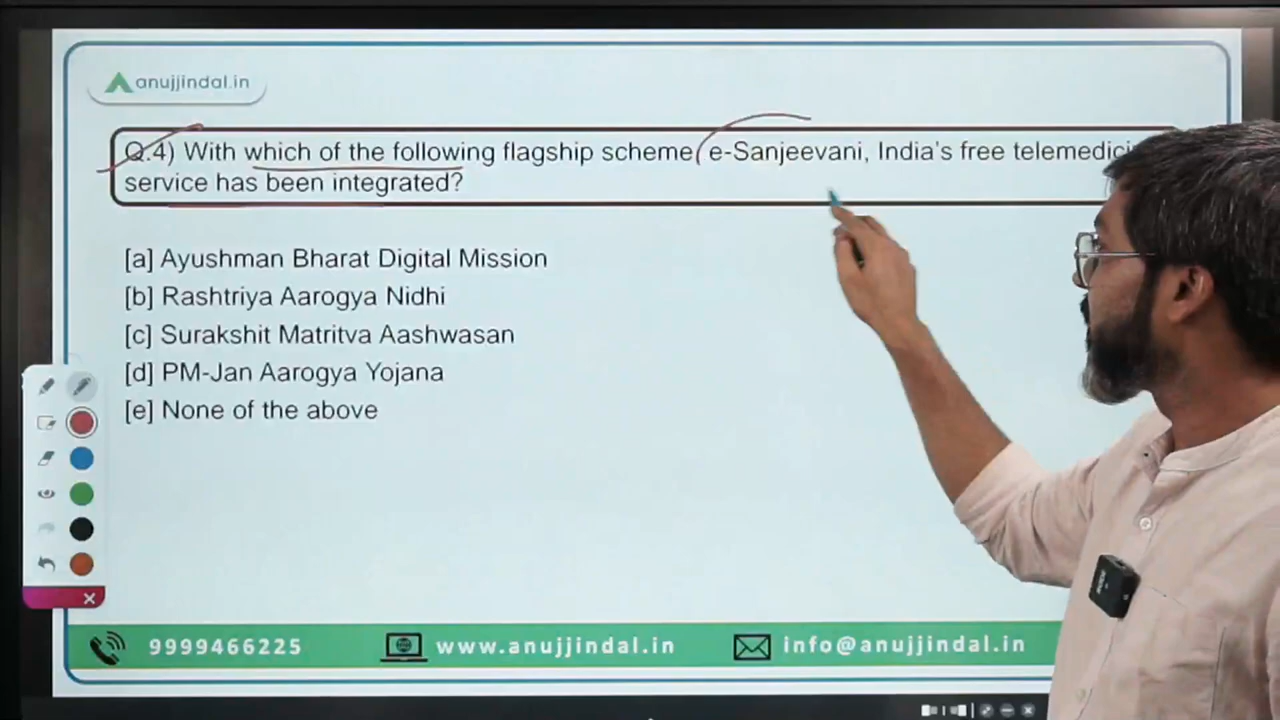 anujjindal.in
Q.4) With which of the following flagship scheme e-Sanjeevani, India's free
service has been integrated?
[a] Ayushman Bharat Digital Mission
[b] Rashtriya Aarogya Nidhi
[c] Surakshit Matritva Aashwasan
[d] PM-Jan Aarogya Yojana
[e] None of the above
9999466225 www.anujjindal.in info@anujjindal.in